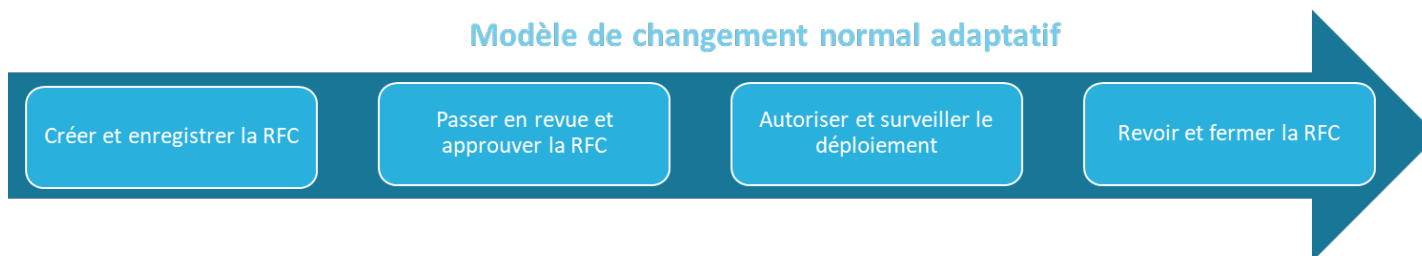 Modèle de changement normal adaptatif
Créer et enregistrer la RFC
Passer en revue et
approuver la RFC
Autoriser et surveiller le
déploiement
Revoir et fermer la RFC